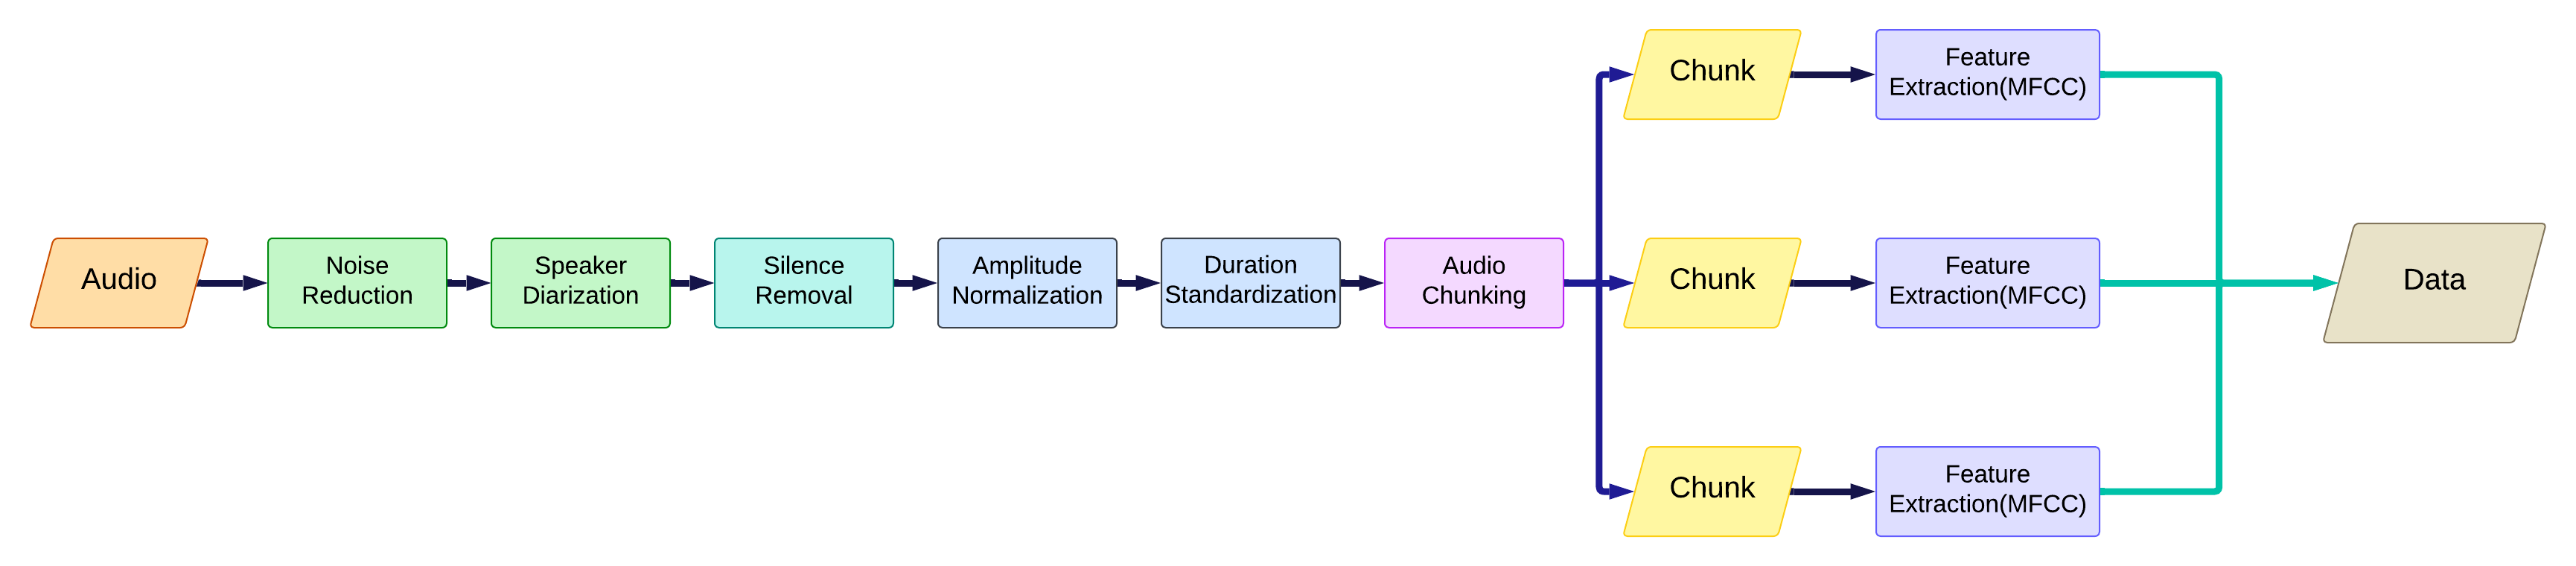 Audio
Noise
Reduction
Speaker
Diarization
Silence
Removal
Amplitude
Normalization
Duration
Standardization
Audio
Chunking
Chunk
Feature
Extraction(MFCC)
Chunk
Feature
Extraction(MFCC)
Chunk
Feature
Extraction(MFCC)
Data